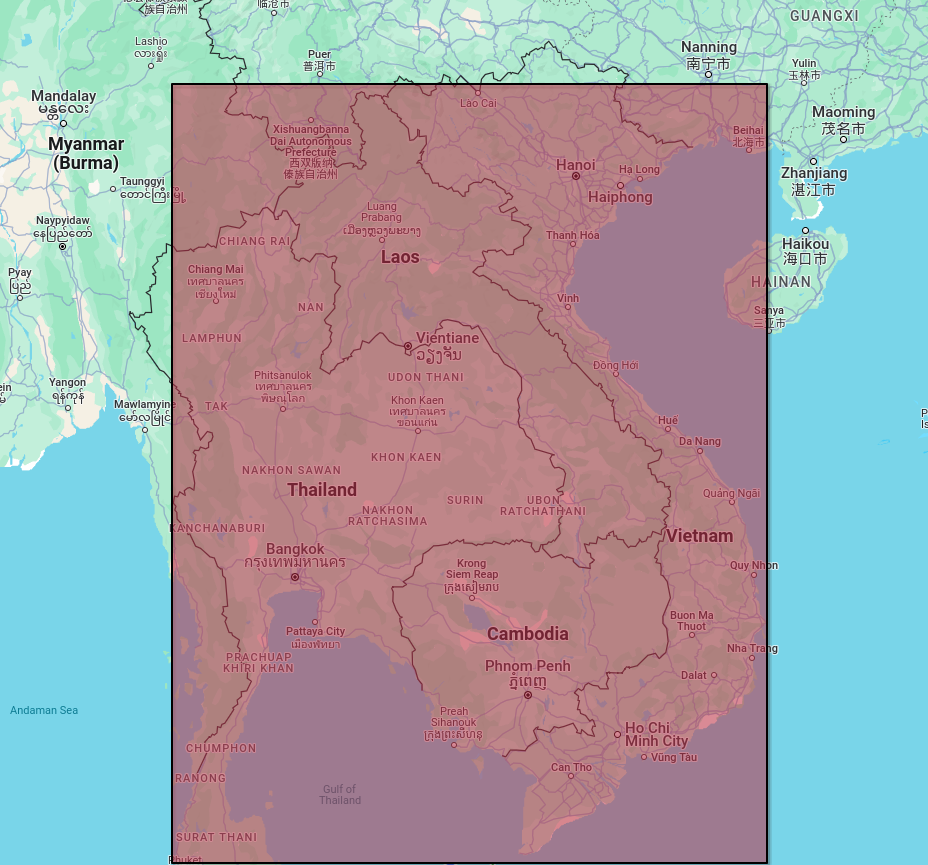 GUANGXI
Lashio
လားရှိုး
Puer
普洱市
Nanning
南宁市
Yulin
玉林市
Mandalay
မန္တလေး
Maoming
茂名市
Lào Cai
Xishuangbanna
Dai Autonomous
Prefecture
西双版纳
傣族自治州
Beihai
北海市
Myanmar
(Burma)
Hanoi
Hạ Long
Haiphong
Zhanjiang
湛江市
Taunggyi
တောင်ကြီးမြို့
Luang
Prabang
ເມືອງຫຼວງພະບາງ
Naypyidaw
နေပြည်တော်
Thanh Hóa
Haikou
海口市
CHIANG RAI
Laos
Pyay
ပြည်
Chiang Mai
เทศบาลนคร
เชียงใหม่
HAINAN
NAN
Vinh
Sanya
三亚市
LAMPHUN
Vientiane
ວຽງຈັນ
Đồng Hới
Yangon
ရန်ကုန်
Phitsanulok
เทศบาลนคร
พิษณุโลก
UDON THANI
Mawlamyine
မော်လမြိုင်
TAK
Khon Kaen
เทศบาลนคร
ขอนแก่น
Huế
Da Nang
KHON KAEN
NAKHON SAWAN
Thailand
SURIN
UBON
RATCHATHANI
Quảng Ngãi
NAKHON
RATCHASIMA
KANCHANABURI
Vietnam
Bangkok
กรุงเทพมหานคร
Krong
Siem Reap
ក្រុងសៀមរាប
Quy Nhon
Pattaya City
เมืองพัทยา
Cambodia
Buon Ma
Thuot
Nha Trang
PRACHUAP
KHIRI KHAN
Phnom Penh
ភ្នំពេញ
Dalat
Andaman Sea
Preah
Sihanouk
ក្រុងព្រះសីហនុ
Ho Chi
Minh City
CHUMPHON
Vũng Tàu
RANONG
Can Tho
Gulf of
Thailand
SURAT THANI
Phuket